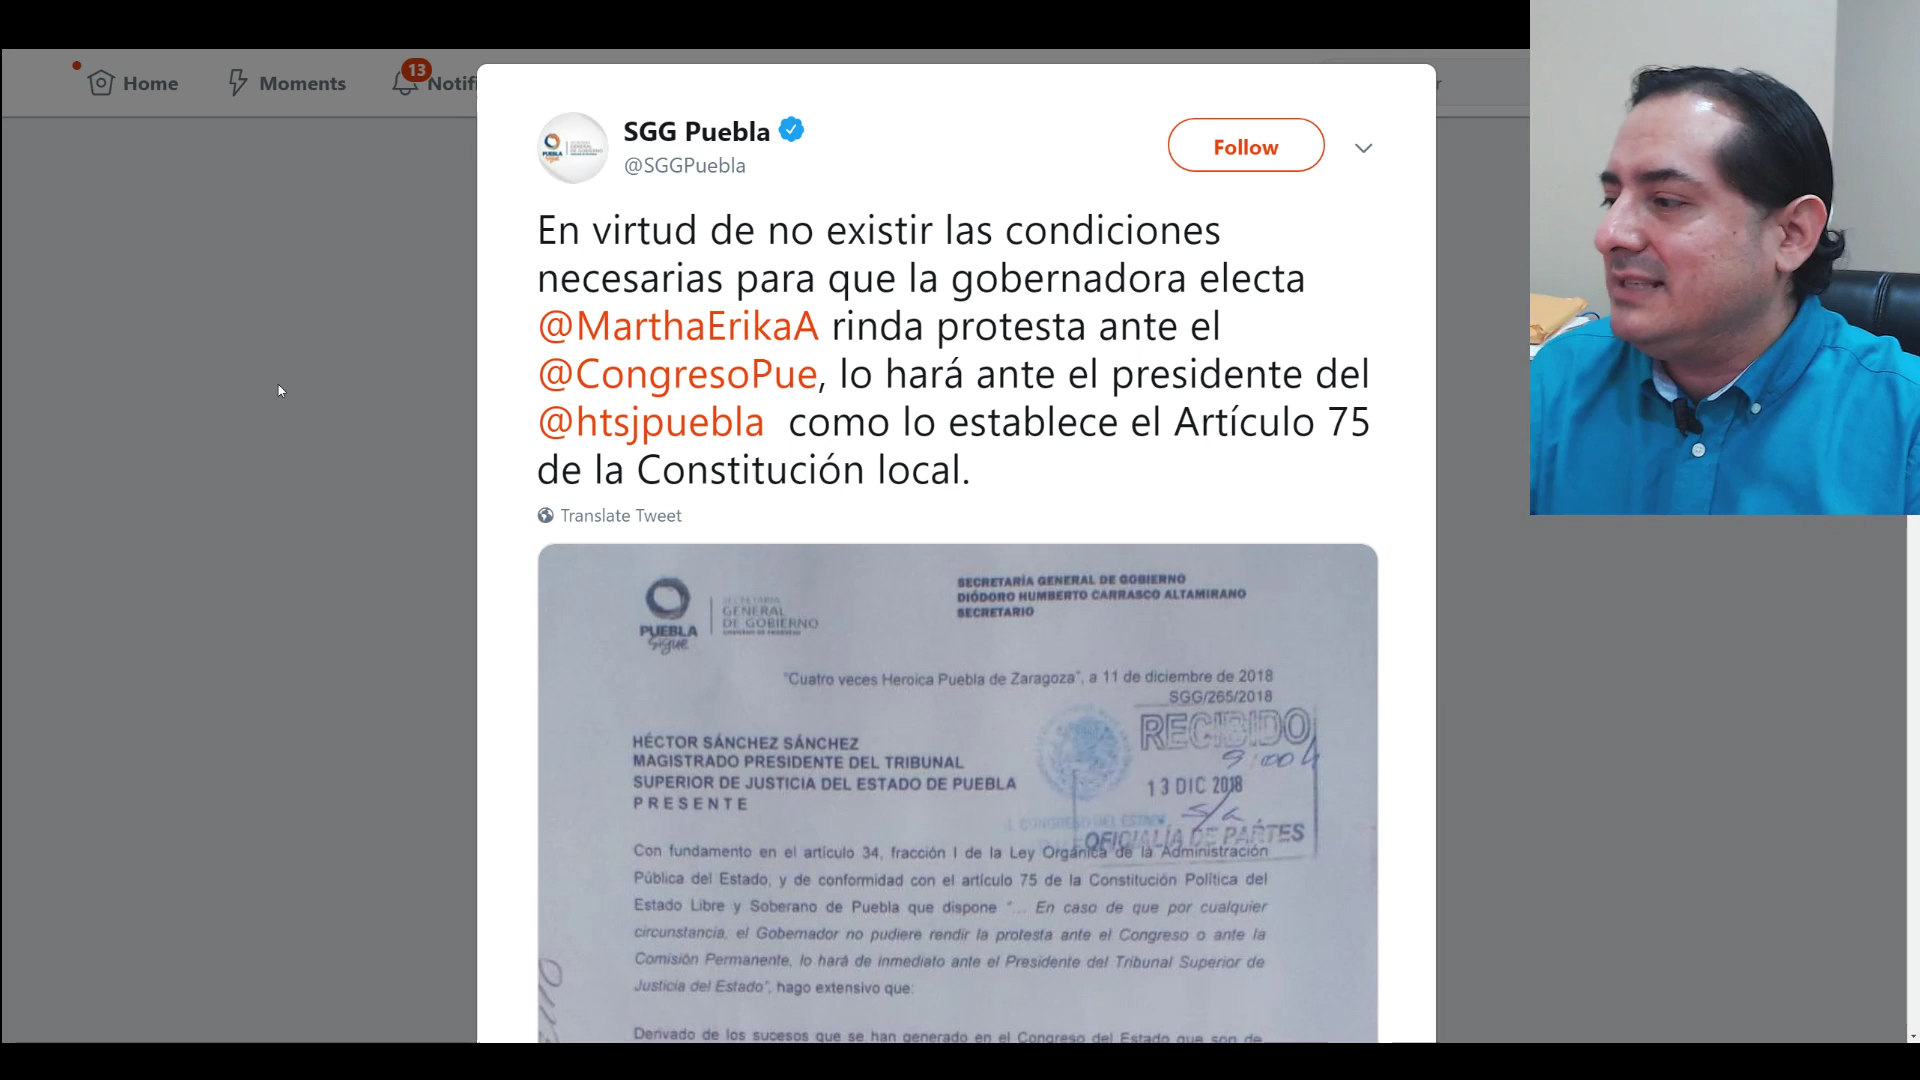 Home
Moments
13
Notifi
SGG Puebla
@SGGPuebla
Follow
En virtud de no existir las condiciones
necesarias para que la gobernadora electa
@MarthaErikaA rinda protesta ante el
@CongresoPue, lo hará ante el presidente del
@htsjpuebla como lo establece el Artículo 75
de la Constitución local.
Translate Tweet
PUEBLA
sigue
SECRETARÍA
GENERAL
DE GOBIERNO
SECRETARÍA GENERAL DE GOBIERNO
DIÓDORO HUMBERTO CARRASCO ALTAMIRANO
SECRETARIO
"Cuatro veces Heroica Puebla de Zaragoza", a 11 de diciembre de 2018
SGG/265/2018
RECIBIDO
9:00 h
13 DIC 2018
s/a
OFICIALÍA DE PARTES
HÉCTOR SÁNCHEZ SÁNCHEZ
MAGISTRADO PRESIDENTE DEL TRIBUNAL
SUPERIOR DE JUSTICIA DEL ESTADO DE PUEBLA
P R E S E N T E
Con fundamento en el artículo 34, fracción I de la Ley Orgánica de la Administración
Pública del Estado, y de conformidad con el artículo 75 de la Constitución Política del
Estado Libre y Soberano de Puebla que dispone "... En caso de que por cualquier
circunstancia, el Gobernador no pudiere rendir la protesta ante el Congreso o ante la
Comisión Permanente, lo hará de inmediato ante el Presidente del Tribunal Superior de
Justicia del Estado", hago extensivo que:
Derivado de los sucesos que se han generado en el Congreso del Estado que son de